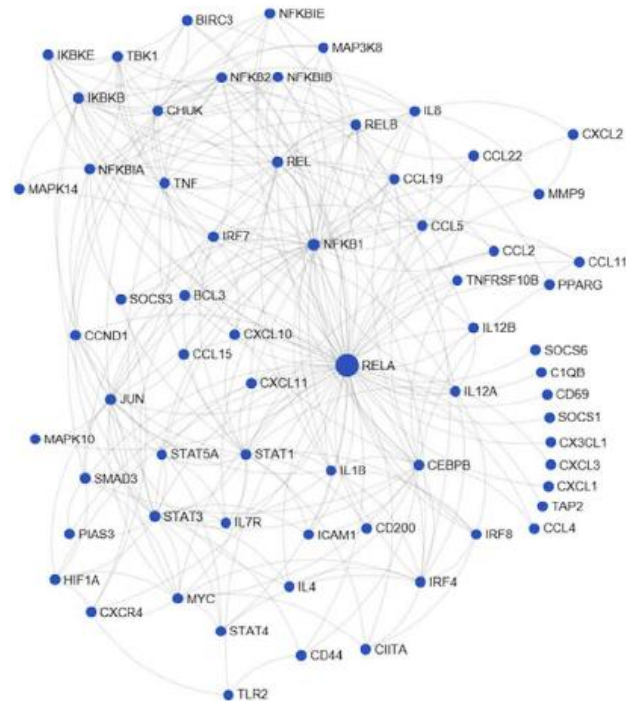 BIRC3
NFKBIE
IKBKE
TBK1
MAP3K8
NFKB2
NFKBIB
IKBKB
CHUK
IL8
RELB
CXCL2
REL
CCL22
NFKBIA
TNF
CCL19
MAPK14
MMP9
CCL5
IRF7
NFKB1
CCL2
CCL11
TNFRSF10B
PPARG
SOCS3
BCL3
IL12B
CCND1
CXCL10
SOCS6
CCL15
RELA
C1QB
CXCL11
IL12A
CD69
JUN
SOCS1
MAPK10
CX3CL1
STAT5A
STAT1
IL1B
CEBPB
CXCL3
SMAD3
CXCL1
TAP2
STAT3
IL7R
ICAM1
CD200
CCL4
PIAS3
IRF8
HIF1A
IL4
IRF4
MYC
CXCR4
STAT4
CIITA
CD44
TLR2